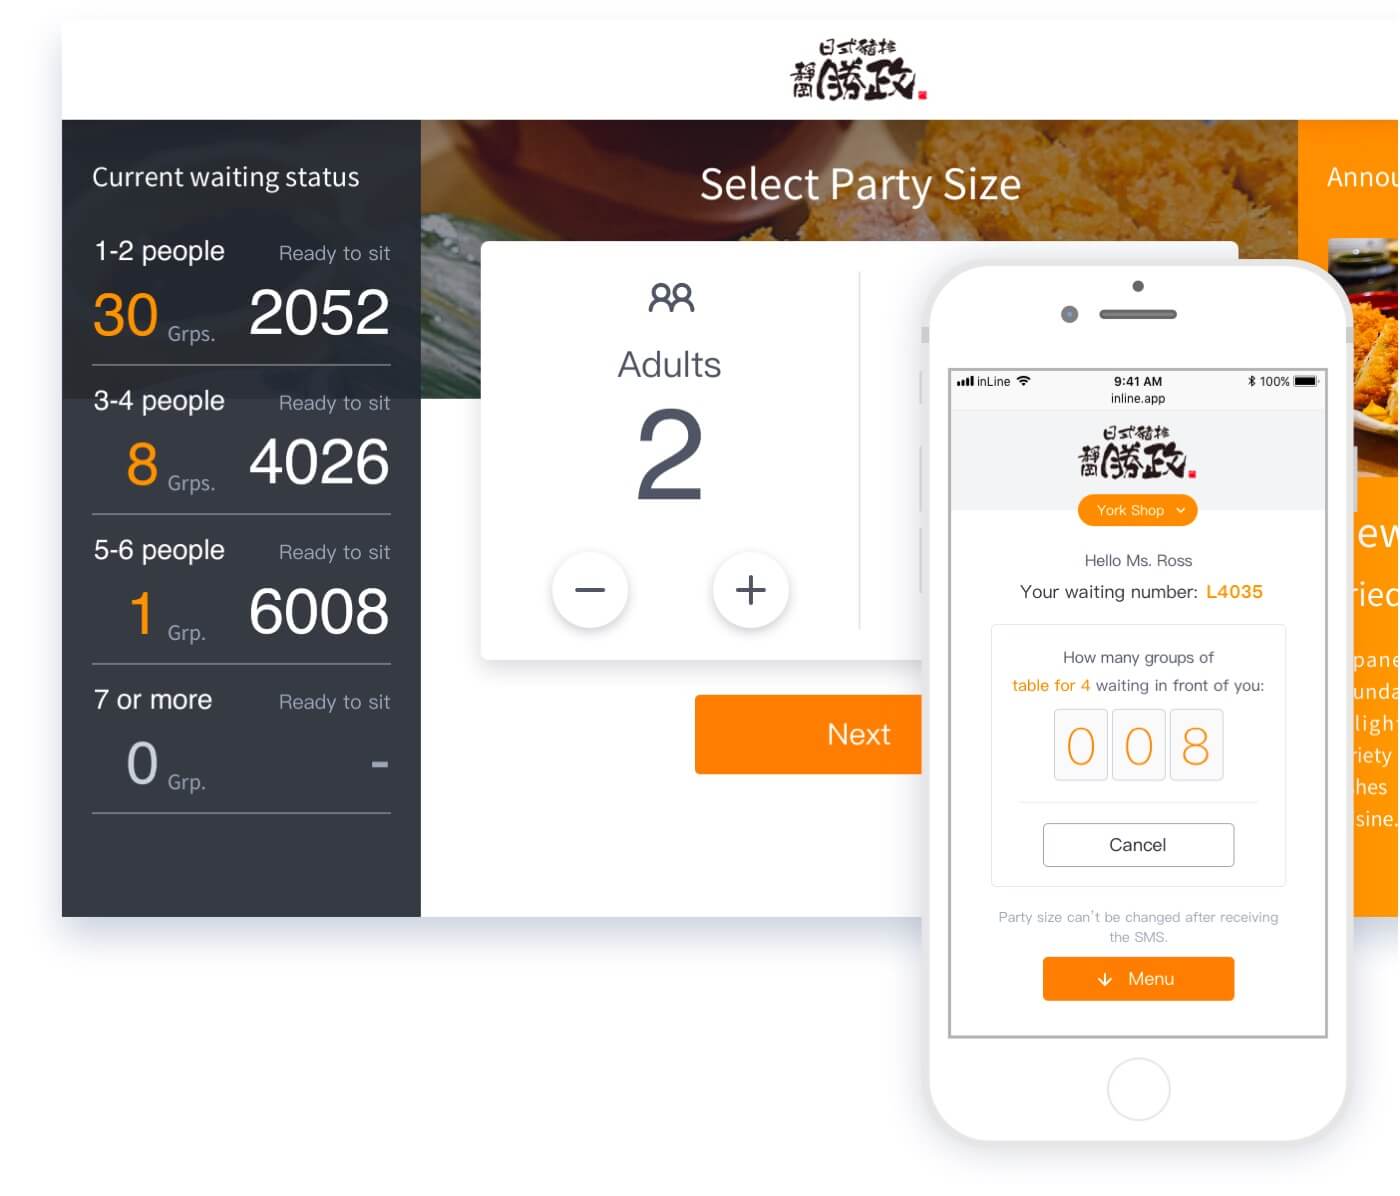 日式豬排
靜岡勝政
Current waiting status
1-2 people
Ready to sit
30 Grps.
2052
3-4 people
Ready to sit
8 Grps.
4026
5-6 people
Ready to sit
1 Grp.
6008
7 or more
Ready to sit
0 Grp.
-
Select Party Size
Adults
2
Next
Annou
ew
ried
pane
unda
light
riety
hes
sine.
inLine
9:41 AM
100%
inline.app
日式豬排
靜岡勝政
York Shop
Hello Ms. Ross
Your waiting number: L4035
How many groups of
table for 4 waiting in front of you:
0 0 8
Cancel
Party size can't be changed after receiving
the SMS.
Menu